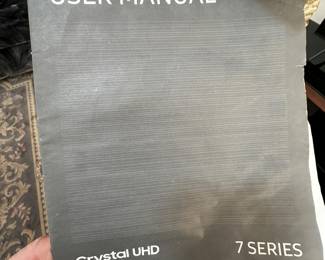 USER MANUAL
Crystal UHD
7 SERIES